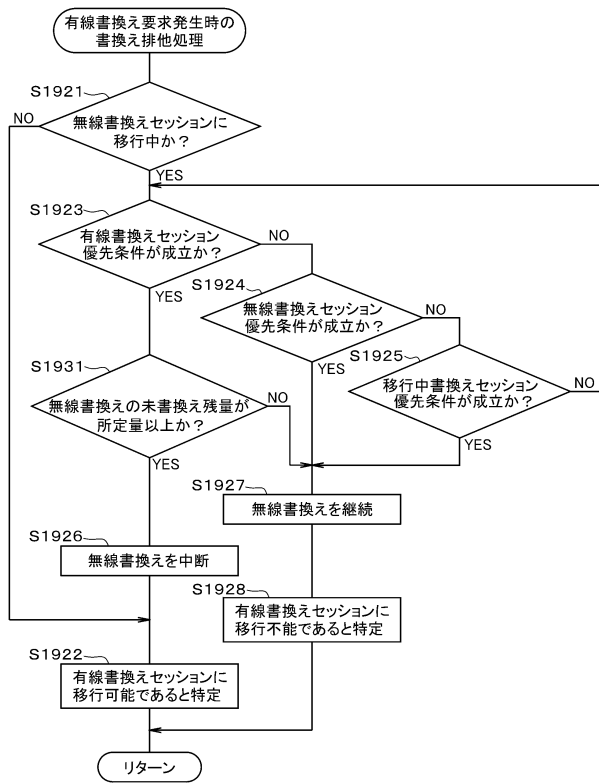 有線書換え要求発生時の
書換え排他処理
S1921
NO
無線書換えセッションに
移行中か?
YES
S1923
有線書換えセッション
優先条件が成立か?
NO
YES
S1924
無線書換えセッション
優先条件が成立か?
NO
YES
S1925
移行中書換えセッション
優先条件が成立か?
NO
YES
S1931
無線書換えの未書換え残量が
所定量以上か?
NO
YES
S1927
無線書換えを継続
S1926
無線書換えを中断
S1928
有線書換えセッションに
移行不能であると特定
S1922
有線書換えセッションに
移行可能であると特定
リターン